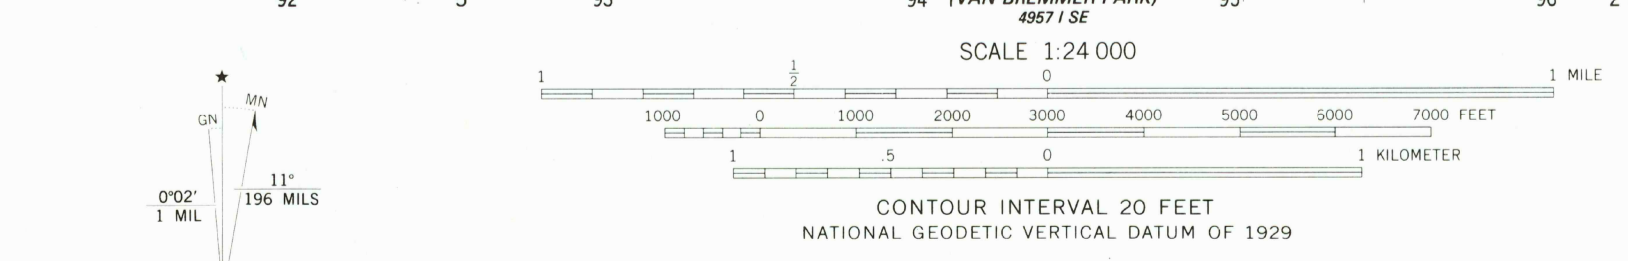 4957 I SE
SCALE 1:24 000
1 1/2 0 1 MILE
1000 0 1000 2000 3000 4000 5000 6000 7000 FEET
1 .5 0 1 KILOMETER
CONTOUR INTERVAL 20 FEET
NATIONAL GEODETIC VERTICAL DATUM OF 1929
★
MN
GN
11°
196 MILS
0°02′
1 MIL